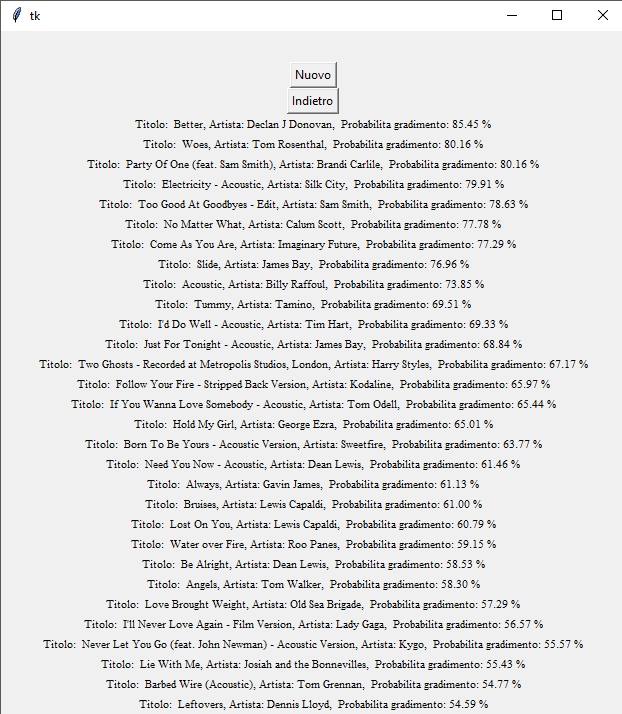 tk
Nuovo
Indietro
Titolo: Better, Artista: Declan J Donovan, Probabilita gradimento: 85.45 %
Titolo: Woes, Artista: Tom Rosenthal, Probabilita gradimento: 80.16 %
Titolo: Party Of One (feat. Sam Smith), Artista: Brandi Carlile, Probabilita gradimento: 80.16 %
Titolo: Electricity - Acoustic, Artista: Silk City, Probabilita gradimento: 79.91 %
Titolo: Too Good At Goodbyes - Edit, Artista: Sam Smith, Probabilita gradimento: 78.63 %
Titolo: No Matter What, Artista: Calum Scott, Probabilita gradimento: 77.78 %
Titolo: Come As You Are, Artista: Imaginary Future, Probabilita gradimento: 77.29 %
Titolo: Slide, Artista: James Bay, Probabilita gradimento: 76.96 %
Titolo: Acoustic, Artista: Billy Raffoul, Probabilita gradimento: 73.85 %
Titolo: Tummy, Artista: Tamino, Probabilita gradimento: 69.51 %
Titolo: I'd Do Well - Acoustic, Artista: Tim Hart, Probabilita gradimento: 69.33 %
Titolo: Just For Tonight - Acoustic, Artista: James Bay, Probabilita gradimento: 68.84 %
Titolo: Two Ghosts - Recorded at Metropolis Studios, London, Artista: Harry Styles, Probabilita gradimento: 67.17 %
Titolo: Follow Your Fire - Stripped Back Version, Artista: Kodaline, Probabilita gradimento: 65.97 %
Titolo: If You Wanna Love Somebody - Acoustic, Artista: Tom Odell, Probabilita gradimento: 65.44 %
Titolo: Hold My Girl, Artista: George Ezra, Probabilita gradimento: 65.01 %
Titolo: Born To Be Yours - Acoustic Version, Artista: Sweetfire, Probabilita gradimento: 63.77 %
Titolo: Need You Now - Acoustic, Artista: Dean Lewis, Probabilita gradimento: 61.46 %
Titolo: Always, Artista: Gavin James, Probabilita gradimento: 61.13 %
Titolo: Bruises, Artista: Lewis Capaldi, Probabilita gradimento: 61.00 %
Titolo: Lost On You, Artista: Lewis Capaldi, Probabilita gradimento: 60.79 %
Titolo: Water over Fire, Artista: Roo Panes, Probabilita gradimento: 59.15 %
Titolo: Be Alright, Artista: Dean Lewis, Probabilita gradimento: 58.53 %
Titolo: Angels, Artista: Tom Walker, Probabilita gradimento: 58.30 %
Titolo: Love Brought Weight, Artista: Old Sea Brigade, Probabilita gradimento: 57.29 %
Titolo: I'll Never Love Again - Film Version, Artista: Lady Gaga, Probabilita gradimento: 56.57 %
Titolo: Never Let You Go (feat. John Newman) - Acoustic Version, Artista: Kygo, Probabilita gradimento: 55.57 %
Titolo: Lie With Me, Artista: Josiah and the Bonnevilles, Probabilita gradimento: 55.43 %
Titolo: Barbed Wire (Acoustic), Artista: Tom Grennan, Probabilita gradimento: 54.77 %
Titolo: Leftovers, Artista: Dennis Lloyd, Probabilita gradimento: 54.59 %